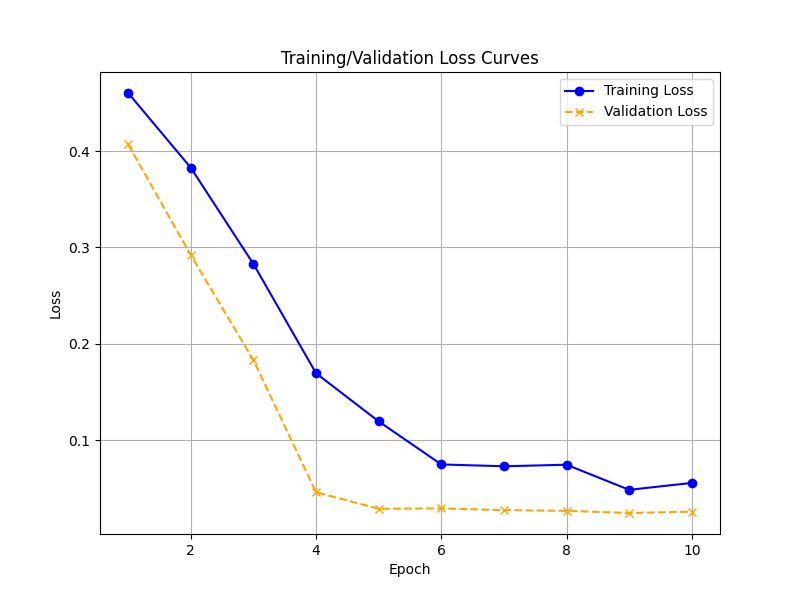 Training/Validation Loss Curves
Training Loss
Validation Loss
0.4
0.3
0.2
0.1
Loss
2 4 6 8 10
Epoch